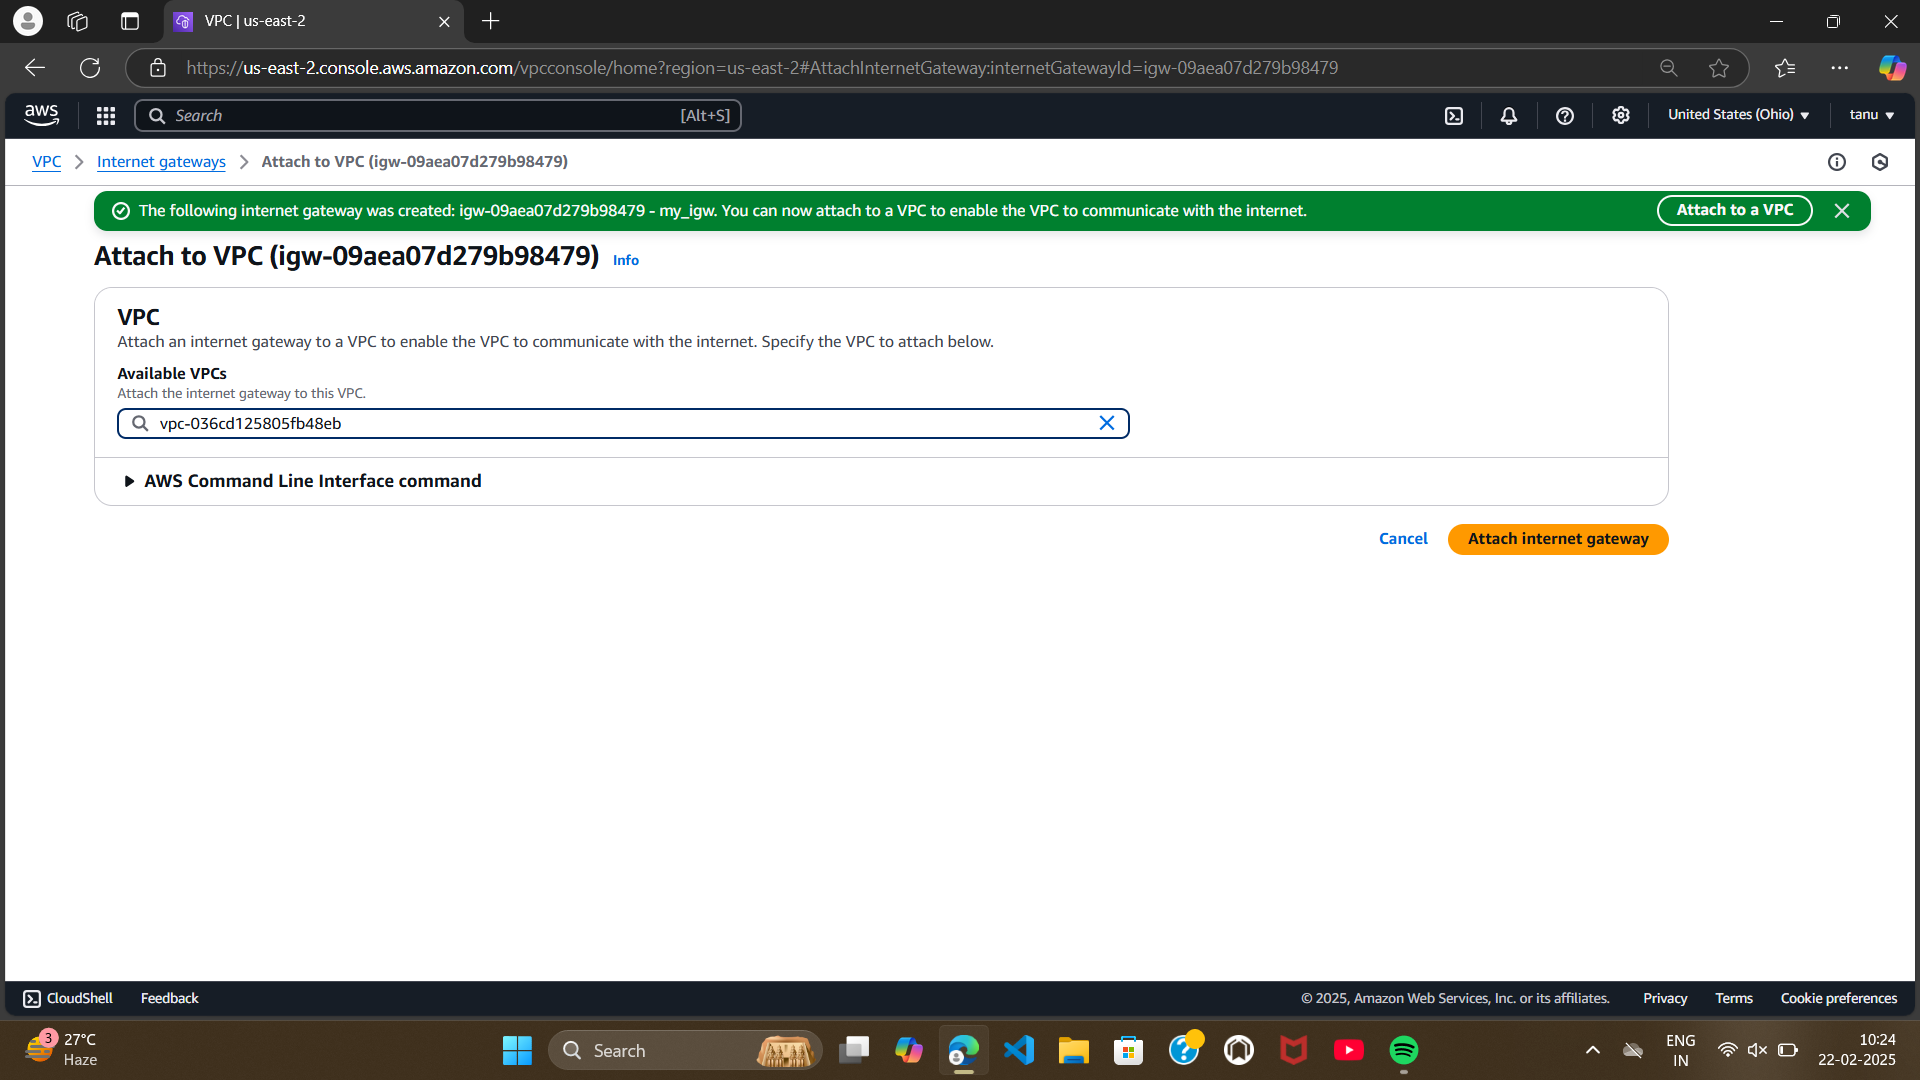 VPC | us-east-2
https://us-east-2.console.aws.amazon.com/vpcconsole/home?region=us-east-2#AttachInternetGateway:internetGatewayId=igw-09aea07d279b98479
aws
Search
[Alt+S]
United States (Ohio)
tanu
VPC
Internet gateways
Attach to VPC (igw-09aea07d279b98479)
The following internet gateway was created: igw-09aea07d279b98479 - my_igw. You can now attach to a VPC to enable the VPC to communicate with the internet.
Attach to a VPC
Attach to VPC (igw-09aea07d279b98479)
Info
VPC
Attach an internet gateway to a VPC to enable the VPC to communicate with the internet. Specify the VPC to attach below.
Available VPCs
Attach the internet gateway to this VPC.
vpc-036cd125805fb48eb
AWS Command Line Interface command
Cancel
Attach internet gateway
CloudShell
Feedback
© 2025, Amazon Web Services, Inc. or its affiliates.
Privacy
Terms
Cookie preferences
3
27°C
Haze
Search
ENG
IN
10:24
22-02-2025